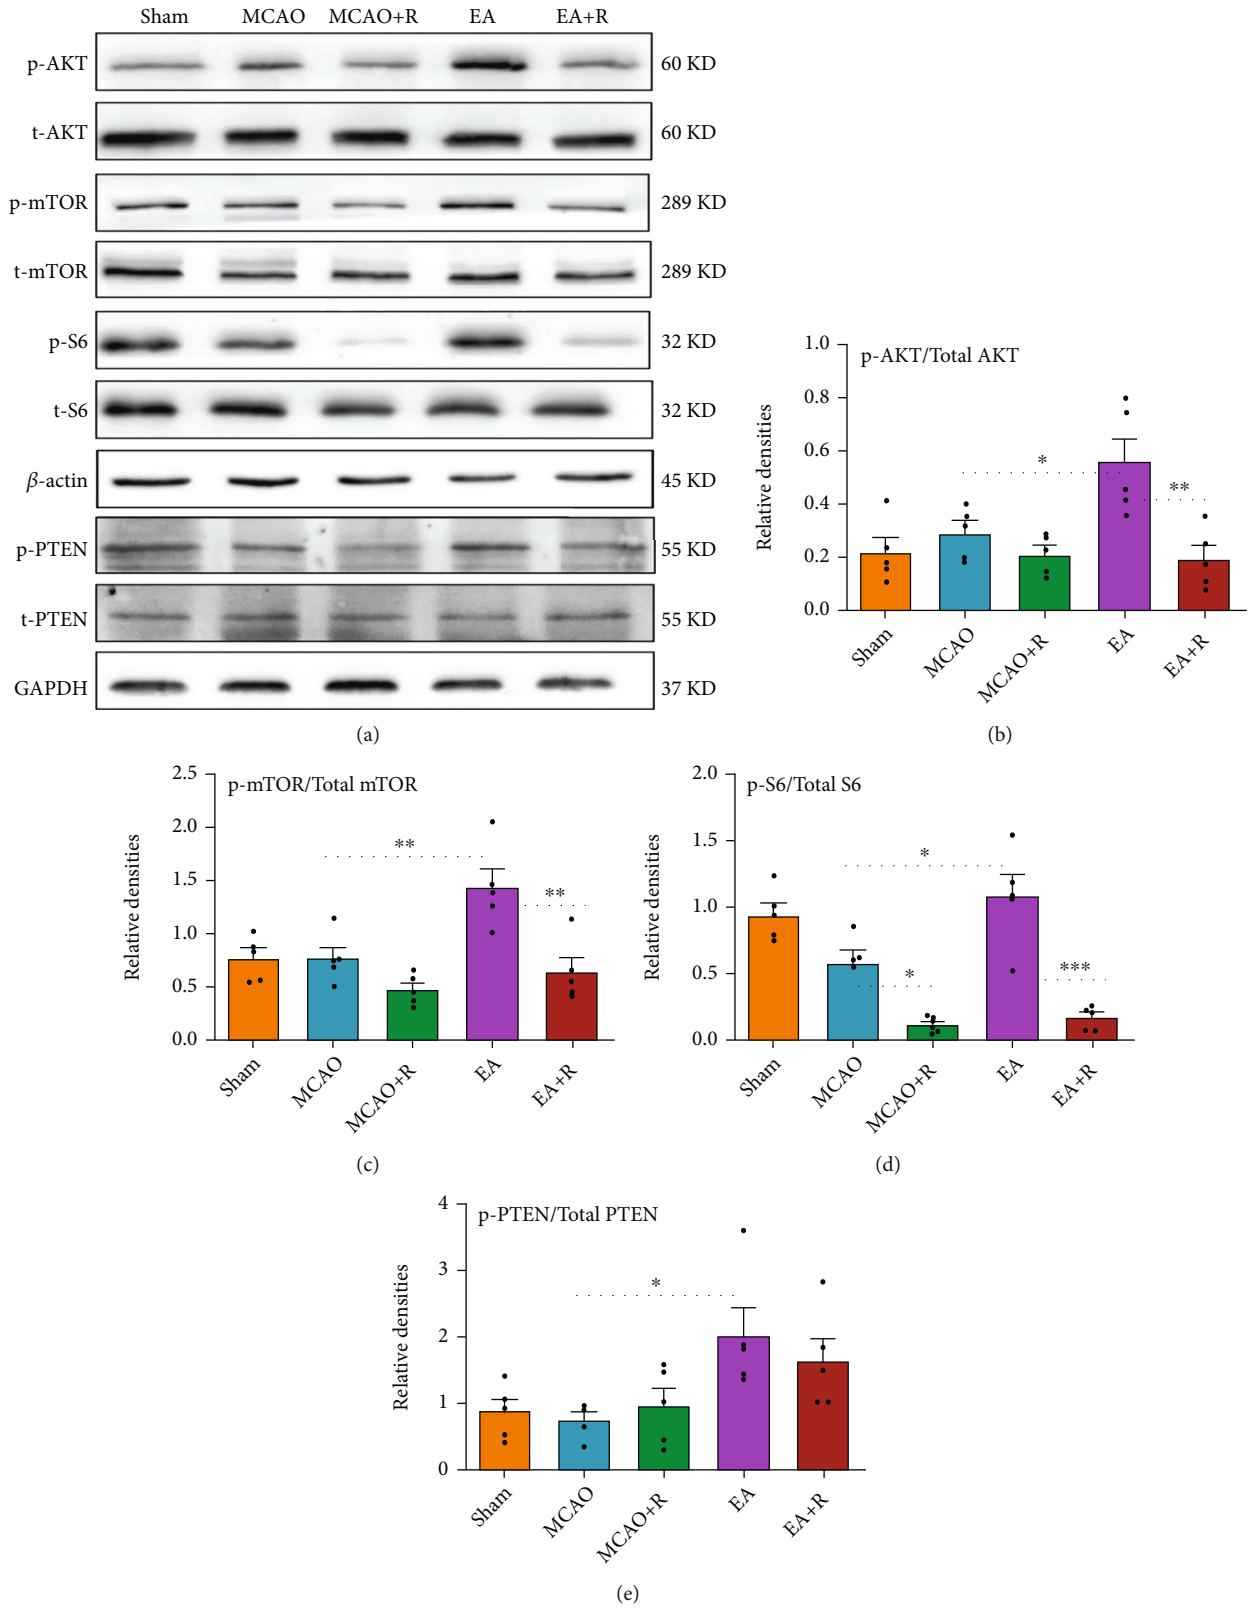 Sham MCAO MCAO+R EA EA+R
p-AKT 60 KD
t-AKT 60 KD
p-mTOR 289 KD
t-mTOR 289 KD
p-S6 32 KD
t-S6 32 KD
β-actin 45 KD
p-PTEN 55 KD
t-PTEN 55 KD
GAPDH 37 KD
(a)
p-AKT/Total AKT
Relative densities
1.0
0.8
0.6
0.4
0.2
0.0
*
**
Sham MCAO MCAO+R EA EA+R
(b)
p-mTOR/Total mTOR
Relative densities
2.5
2.0
1.5
1.0
0.5
0.0
**
**
Sham MCAO MCAO+R EA EA+R
(c)
p-S6/Total S6
Relative densities
2.0
1.5
1.0
0.5
0.0
*
*
***
Sham MCAO MCAO+R EA EA+R
(d)
p-PTEN/Total PTEN
Relative densities
4
3
2
1
0
*
Sham MCAO MCAO+R EA EA+R
(e)